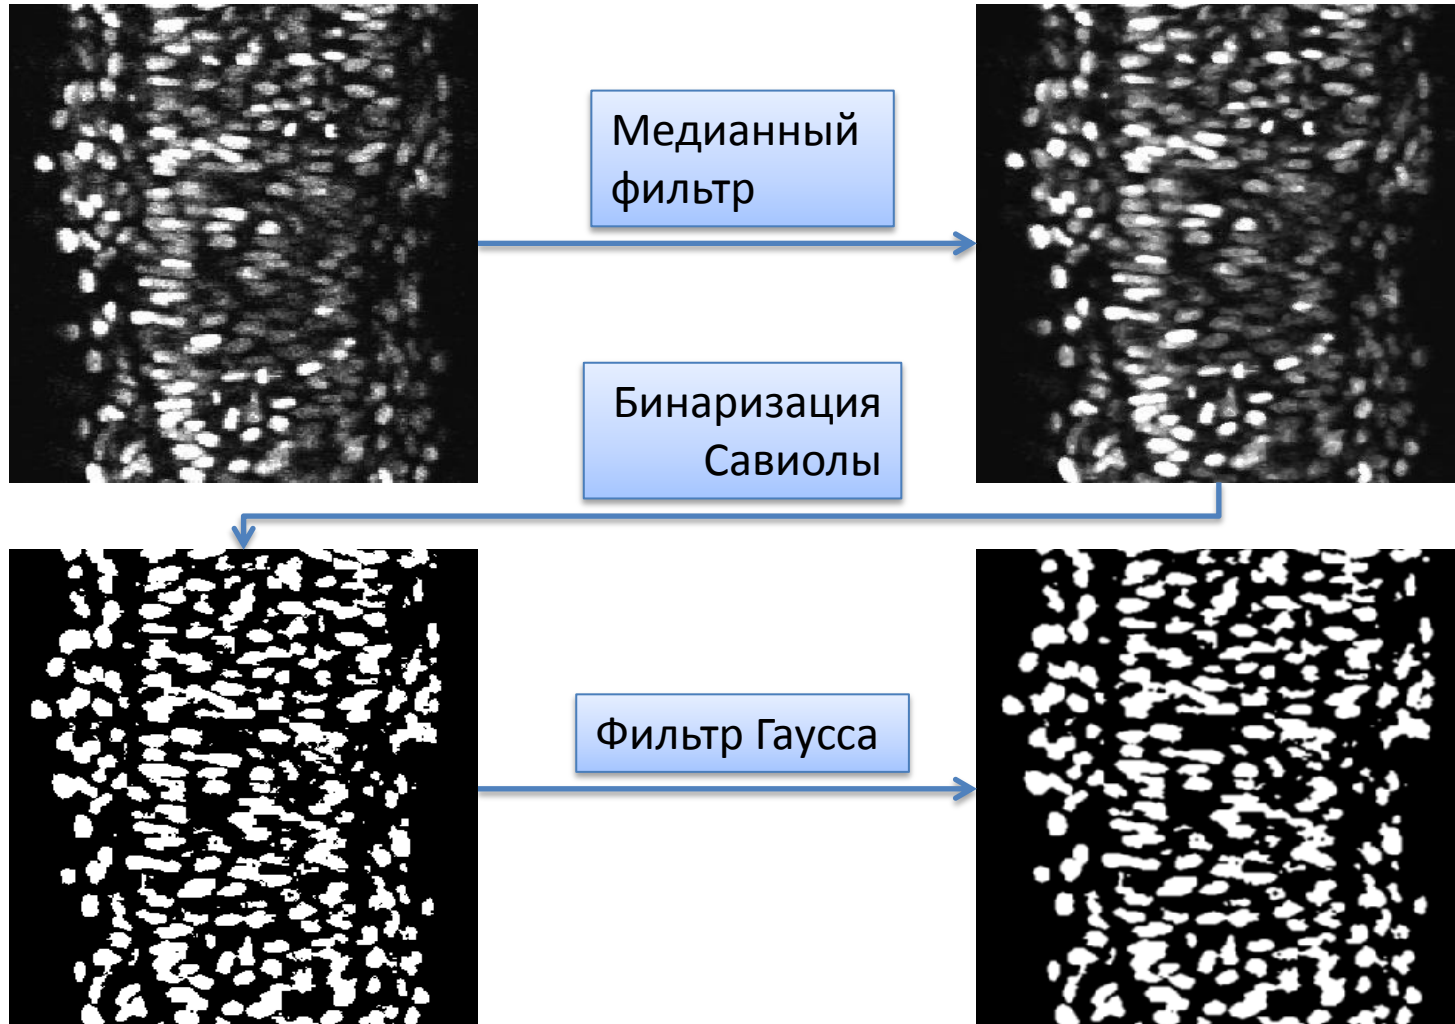 Медианный
фильтр
Бинаризация
Савиолы
Фильтр Гаусса